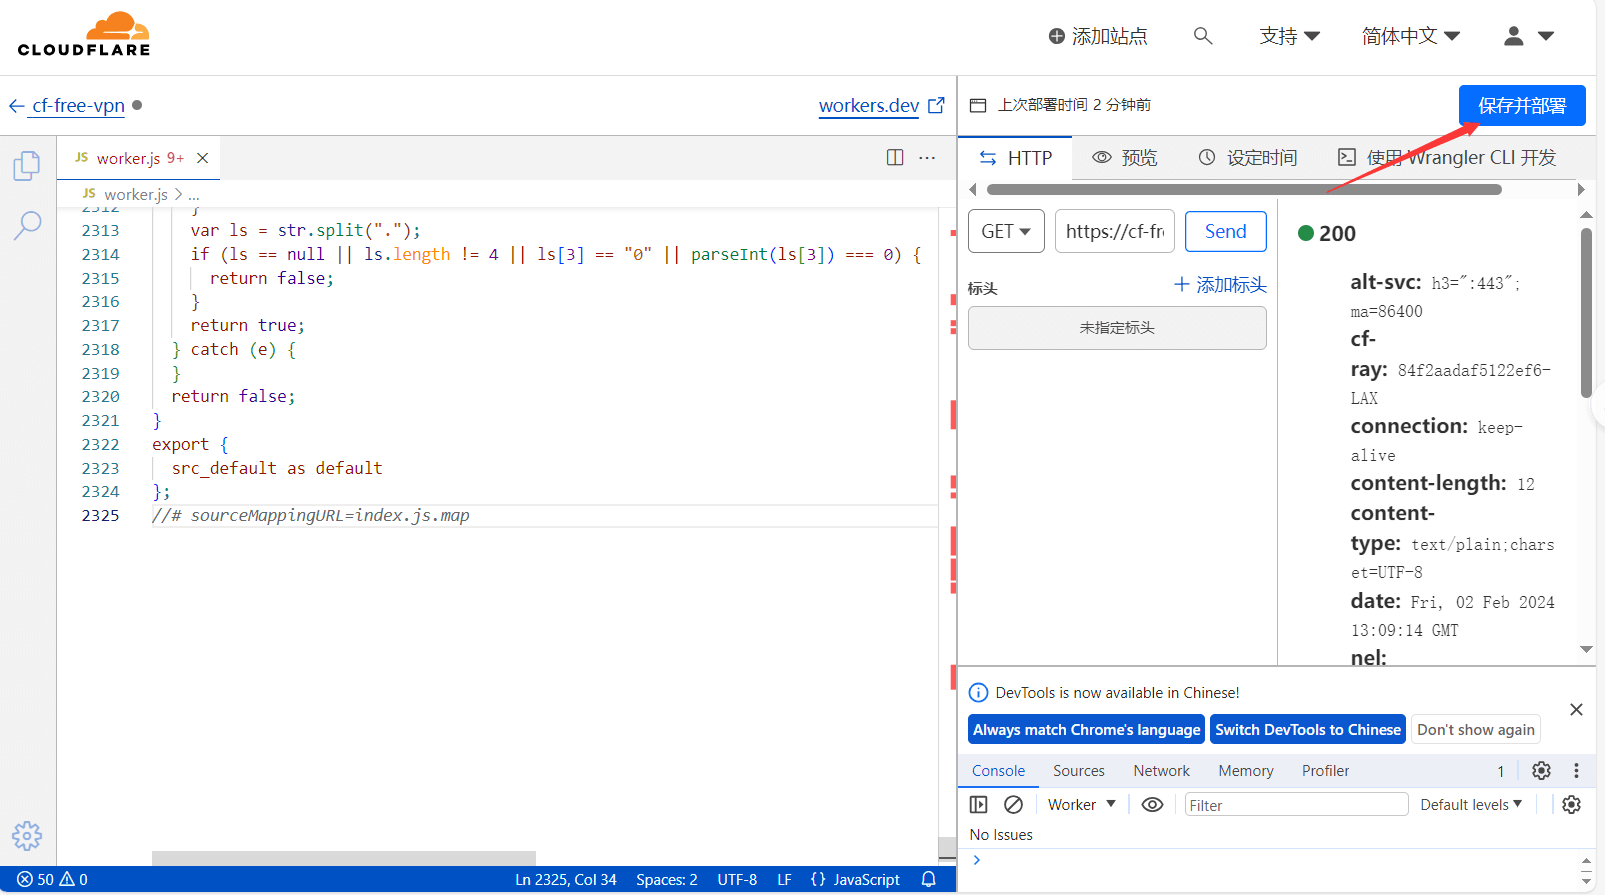 CLOUDFLARE
添加站点
支持
简体中文
cf-free-vpn
workers.dev
上次部署时间 2 分钟前
保存并部署
JS worker.js 9+
HTTP
预览
设定时间
使用 Wrangler CLI 开发
JS worker.js > ...
2312 }
2313 var ls = str.split(".");
2314 if (ls == null || ls.length != 4 || ls[3] == "0" || parseInt(ls[3]) === 0) {
2315 return false;
2316 }
2317 return true;
2318 } catch (e) {
2319 }
2320 return false;
2321 }
2322 export {
2323 src_default as default
2324 };
2325 //# sourceMappingURL=index.js.map
GET
https://cf-fr
Send
标头
添加标头
未指定标头
200
alt-svc: h3=":443";
ma=86400
cf-
ray: 84f2aadaf5122ef6-
LAX
connection: keep-
alive
content-length: 12
content-
type: text/plain;chars
et=UTF-8
date: Fri, 02 Feb 2024
13:09:14 GMT
nel:
DevTools is now available in Chinese!
Always match Chrome's language
Switch DevTools to Chinese
Don't show again
Console
Sources
Network
Memory
Profiler
1
Worker
Filter
Default levels
No Issues
50
0
Ln 2325, Col 34
Spaces: 2
UTF-8
LF
{} JavaScript